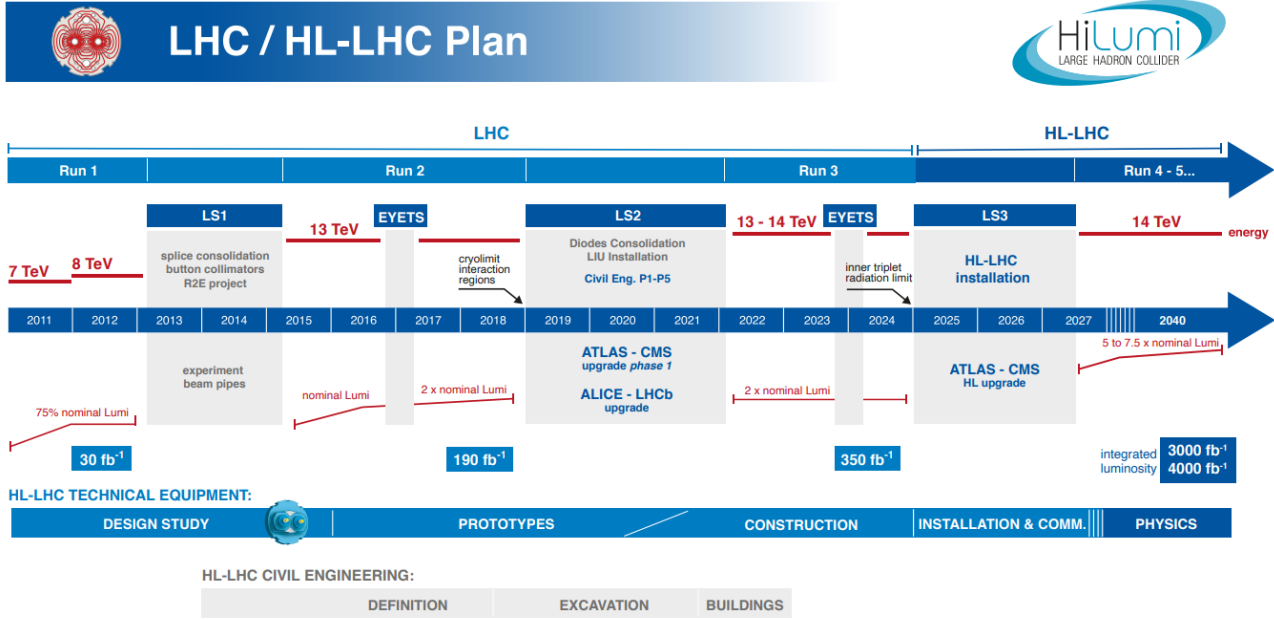 LHC / HL-LHC Plan
HiLumi
LARGE HADRON COLLIDER
LHC
HL-LHC
Run 1
Run 2
Run 3
Run 4 - 5...
LS1
EYETS
LS2
EYETS
LS3
13 TeV
13 - 14 TeV
14 TeV
energy
7 TeV
8 TeV
splice consolidation
button collimators
R2E project
cryolimit
interaction
regions
Diodes Consolidation
LIU Installation
Civil Eng. P1-P5
inner triplet
radiation limit
HL-LHC
installation
2011
2012
2013
2014
2015
2016
2017
2018
2019
2020
2021
2022
2023
2024
2025
2026
2027
2040
75% nominal Lumi
experiment
beam pipes
nominal Lumi
2 x nominal Lumi
ATLAS - CMS
upgrade phase 1
ALICE - LHCb
upgrade
2 x nominal Lumi
ATLAS - CMS
HL upgrade
5 to 7.5 x nominal Lumi
30 fb-1
190 fb-1
350 fb-1
integrated
luminosity
3000 fb-1
4000 fb-1
HL-LHC TECHNICAL EQUIPMENT:
DESIGN STUDY
PROTOTYPES
CONSTRUCTION
INSTALLATION & COMM.
PHYSICS
HL-LHC CIVIL ENGINEERING:
DEFINITION
EXCAVATION
BUILDINGS